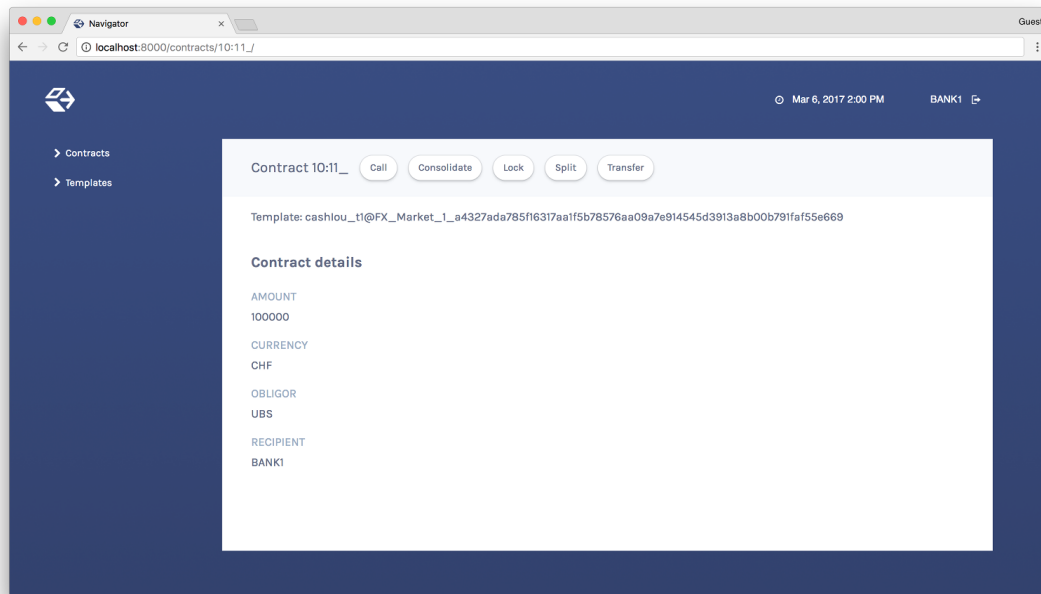 Navigator
Guest
localhost:8000/contracts/10:11_/
Mar 6, 2017 2:00 PM
BANK1
Contracts
Templates
Contract 10:11_
Call
Consolidate
Lock
Split
Transfer
Template: cashIou_t1@FX_Market_1_a4327ada785f16317aa1f5b78576aa09a7e914545d3913a8b00b791faf55e669
Contract details
AMOUNT
100000
CURRENCY
CHF
OBLIGOR
UBS
RECIPIENT
BANK1